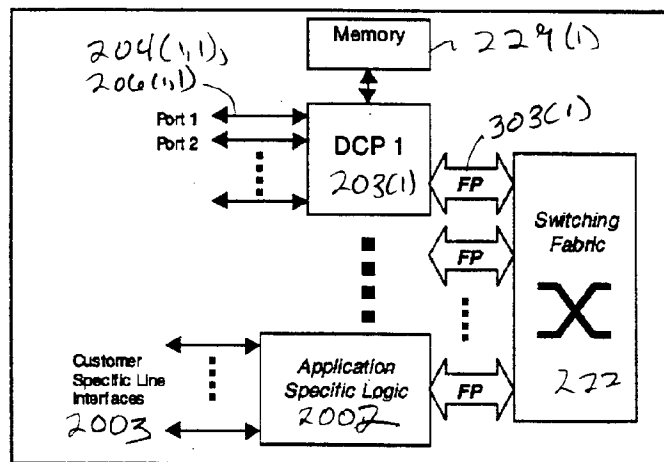 204(1,1),
206(1,1)
Memory
229(1)
Port 1
Port 2
DCP 1
203(1)
303(1)
FP
Switching
Fabric
FP
222
Customer
Specific Line
Interfaces
2003
Application
Specific Logic
2002
FP